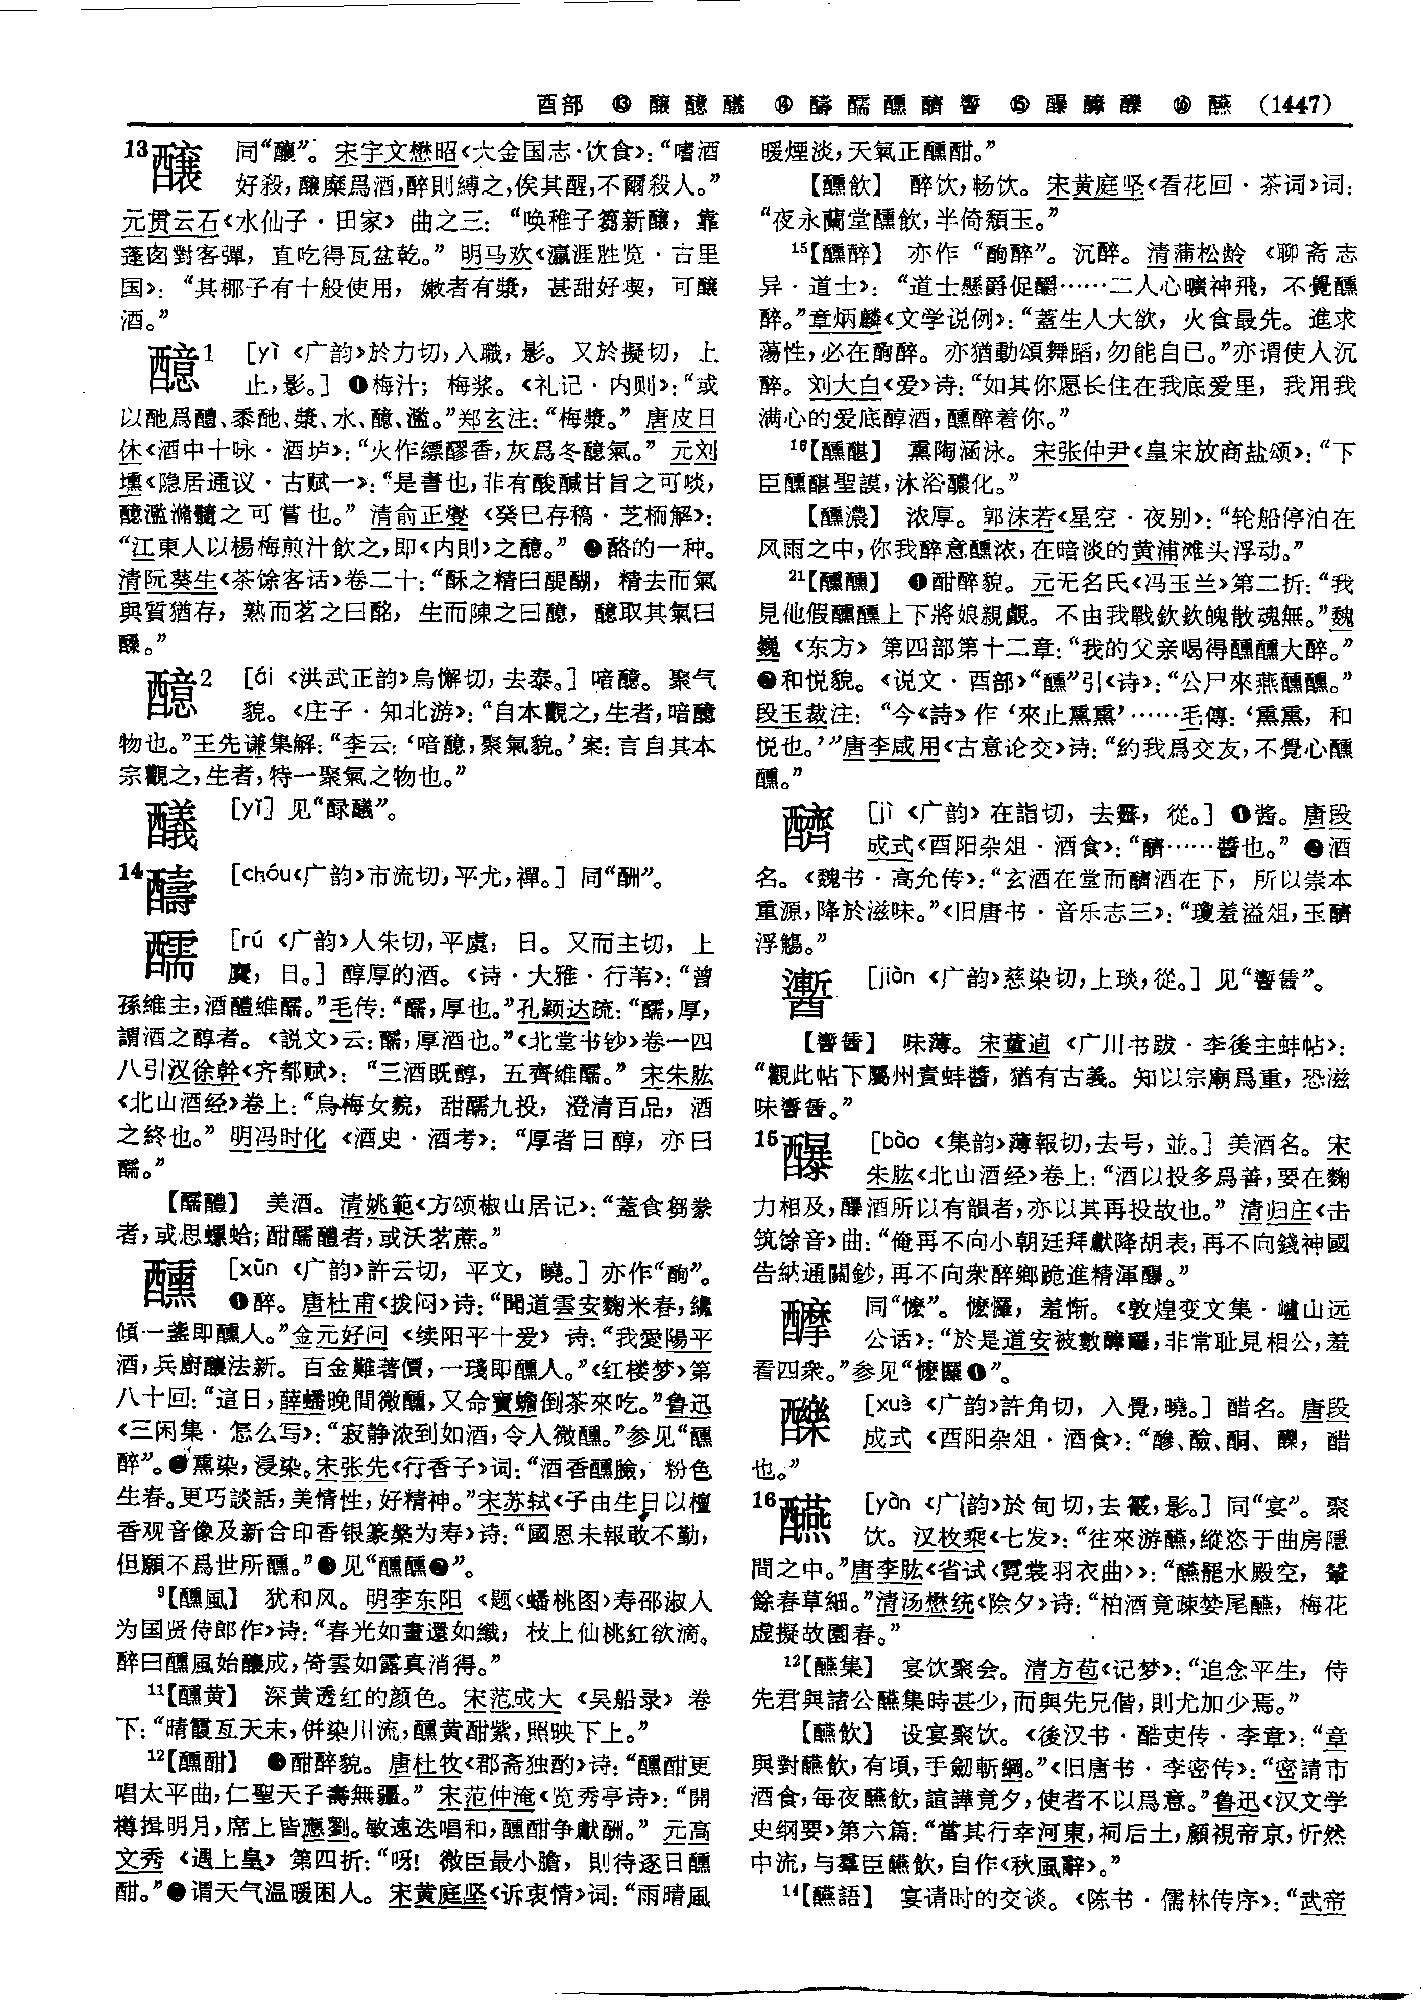 酉部 ⑬ 釀醷醷 ⑭ 醻醹醺醠 ⑮ ⑯ 醼 (1447)
13 同“釀”。宋宇文懋昭《大金国志·饮食》：“嗜酒
好殺，釀糜爲酒，醉則縛之，俟其醒，不爾殺人。”
元贯云石《水仙子·田家》曲之三：“唤稚子篘新釀，靠
蓬囱對客彈，直吃得瓦盆乾。”明马欢《瀛涯胜览·古里
国》：“其椰子有十般使用，嫩者有漿，甚甜好喫，可釀
酒。”
醷1 [yì《广韵》於力切，入職，影。又於擬切，上
止，影。] ❶梅汁；梅浆。《礼记·内则》：“或
以酏爲醴、黍酏、漿、水、醷、濫。”郑玄注：“梅漿。”唐皮日
休《酒中十咏·酒垆》：“火作縹醪香，灰爲冬醷氣。”元刘
壎《隐居通议·古赋一》：“是書也，非有酸鹹甘旨之可啖，
醷滥瀡之可嘗也。”清俞正燮《癸巳存稿·芝栭解》：
“江東人以楊梅煎汁飲之，即《内則》之醷。”❷酪的一种。
清阮葵生《茶馀客话》卷二十：“酥之精曰醍醐，精去而氣
與質猶存，熟而茗之曰酩，生而陳之曰醷，醷取其氣曰
醷2 [ài《洪武正韵》烏懈切，去泰。] 喑醷。聚气
貌。《庄子·知北游》：“自本觀之，生者，喑醷
物也。”王先谦集解：“李云：‘喑醷，聚氣貌。’案：言自其本
宗觀之，生者，特一聚氣之物也。”
[yǐ] 见“醁”。
14 醻 [chóu《广韵》市流切，平尤，禪。] 同“酬”。
醹 [rú《广韵》人朱切，平虞，日。又而主切，上
麌，日。] 醇厚的酒。《诗·大雅·行苇》：“曾
孫維主，酒醴維醹。”毛传：“醹，厚也。”孔颖达疏：“醹，厚，
謂酒之醇者。《説文》云：醹，厚酒也。”《北堂书钞》卷一四
八引汉徐幹《齐都赋》：“三酒既醇，五齊維醹。”宋朱肱
《北山酒经》卷上：“烏梅女䴷，甜醹九投，澄清百品，酒
之終也。”明冯时化《酒史·酒考》：“厚者曰醇，亦曰
醹。”
【醹醴】 美酒。清姚範《方颂椒山居记》：“蓋食芻豢
者，或思螺蛤；酣醹醴者，或沃茗蔗。”
醺 [xūn《广韵》許云切，平文，曉。] 亦作“醄”。
❶醉。唐杜甫《拨闷》诗：“聞道雲安麴米春，纔
傾一盞即醺人。”金元好问《续阳平十爱》诗：“我愛陽平
酒，兵廚釀法新。百金難著價，一琖即醺人。”《红楼梦》第
八十回：“這日，薛蟠晚間微醺，又命寶蟾倒茶來吃。”鲁迅
《三闲集·怎么写》：“寂静浓到如酒，令人微醺。”参见“醺
醉”。❷熏染，浸染。宋张先《行香子》词：“酒香醺臉，粉色
生春。更巧談話，美情性，好精神。”宋苏轼《子由生日以檀
香观音像及新合印香银篆槃为寿》诗：“國恩未報敢不勤，
但願不爲世所醺。”❸见“醺醺❷”。
9【醺風】 犹和风。明李东阳《题〈蟠桃图〉寿邵淑人
为国贤侍郎作》诗：“春光如畫還如織，枝上仙桃紅欲滴。
醉日醺風始釀成，倚雲如露真消得。”
11【醺黄】 深黄透红的颜色。宋范成大《吴船录》卷
下：“晴霞亙天末，併染川流，醺黄酣紫，照映下上。”
12【醺酣】 ❶酣醉貌。唐杜牧《郡斋独酌》诗：“醺酣更
唱太平曲，仁聖天子壽無疆。”宋范仲淹《览秀亭诗》：“開
樽揖明月，席上皆應劉。敏速迭唱和，醺酣争獻酬。”元高
文秀《遇上皇》第四折：“呀！微臣最小膽，則待逐日醺
酣。”❷谓天气温暖困人。宋黄庭坚《诉衷情》词：“雨晴風
暖煙淡，天氣正醺酣。”
【醺飲】 醉饮，畅饮。宋黄庭坚《看花回·茶词》词：
“夜永蘭堂醺飲，半倚頹玉。”
15【醺醉】 亦作“醄醉”。沉醉。清蒲松龄《聊斋志
异·道士》：“道士懸爵促釂……二人心曠神飛，不覺醺
醉。”章炳麟《文学说例》：“蓋生人大欲，火食最先。進求
蕩性，必在醄醉。亦猶動頌舞蹈，勿能自已。”亦谓使人沉
醉。刘大白《爱》诗：“如其你愿长住在我底爱里，我用我
满心的爱底醇酒，醺醉着你。”
16【醺醖】 熏陶涵泳。宋张仲尹《皇宋放商盐颂》：“下
臣醺聖謨，沐浴醲化。”
【醺濃】 浓厚。郭沫若《星空·夜别》：“轮船停泊在
风雨之中，你我醉意醺浓，在暗淡的黄浦滩头浮动。”
21【醺醺】 ❶酣醉貌。元无名氏《冯玉兰》第二折：“我
見他假醺醺上下將娘親覷。不由我戰欽欽魄散魂無。”魏
巍《东方》第四部第十二章：“我的父亲喝得醺醺大醉。”
❷和悦貌。《说文·酉部》“醺”引《诗》：“公尸來燕醺醺。”
段玉裁注：“今《詩》作‘來止熏熏’……毛傳：‘熏熏，和
悦也。’”唐李咸用《古意论交》诗：“約我爲交友，不覺心醺
醺。”
[jì《广韵》在詣切，去霽，從。] ❶酱。唐段
成式《酉阳杂俎·酒食》：“……醬也。”❷酒
名。《魏书·高允传》：“玄酒在堂而酒在下，所以崇本
重源，降於滋味。”《旧唐书·音乐志三》：“瓊羞溢俎，玉
浮觴。”
[jiàn《广韵》慈染切，上琰，從。] 见“”。
【】 味薄。宋董逌《广川书跋·李後主蚌帖》：
“觀此帖下屬州責蚌醬，猶有古義。知以宗廟爲重，恐滋
味。”
15 [bào《集韵》薄報切，去号，並。] 美酒名。宋
朱肱《北山酒经》卷上：“酒以投多爲善，要在麴
力相及，酒所以有韻者，亦以其再投故也。”清归庄《击
筑馀音》曲：“俺再不向小朝廷拜獻降胡表，再不向錢神國
告納通關鈔，再不向衆醉鄉跪進精渾。”
同“懡”。懡㦬，羞惭。《敦煌变文集·廬山远
公话》：“於是道安被數，非常耻見相公，羞
看四衆。”参见“懡㦬❶”。
[xuè《广韵》許角切，入覺，曉。] 醋名。唐段
成式《酉阳杂俎·酒食》：“醦、醶、酮、，醋
也。”
16 醼 [yàn《广韵》於甸切，去霰，影。] 同“宴”。聚
饮。汉枚乘《七发》：“往來游醼，縱恣于曲房隱
間之中。”唐李肱《省试〈霓裳羽衣曲〉》：“醼罷水殿空，輦
餘春草細。”清汤懋统《除夕》诗：“柏酒竟疎婪尾醼，梅花
虚擬故園春。”
12【醼集】 宴饮聚会。清方苞《记梦》：“追念平生，侍
先君與諸公醼集時甚少，而與先兄偕，則尤加少焉。”
【醼飲】 设宴聚饮。《後汉书·酷吏传·李章》：“章
與對醼飲，有頃，手劒斬綱。”《旧唐书·李密传》：“密請市
酒食，每夜醼飲，諠譁竟夕，使者不以爲意。”鲁迅《汉文学
史纲要》第六篇：“當其行幸河東，祠后土，顧視帝京，忻然
中流，与羣臣醼飲，自作《秋風辭》。”
14【醼語】 宴请时的交谈。《陈书·儒林传序》：“武帝